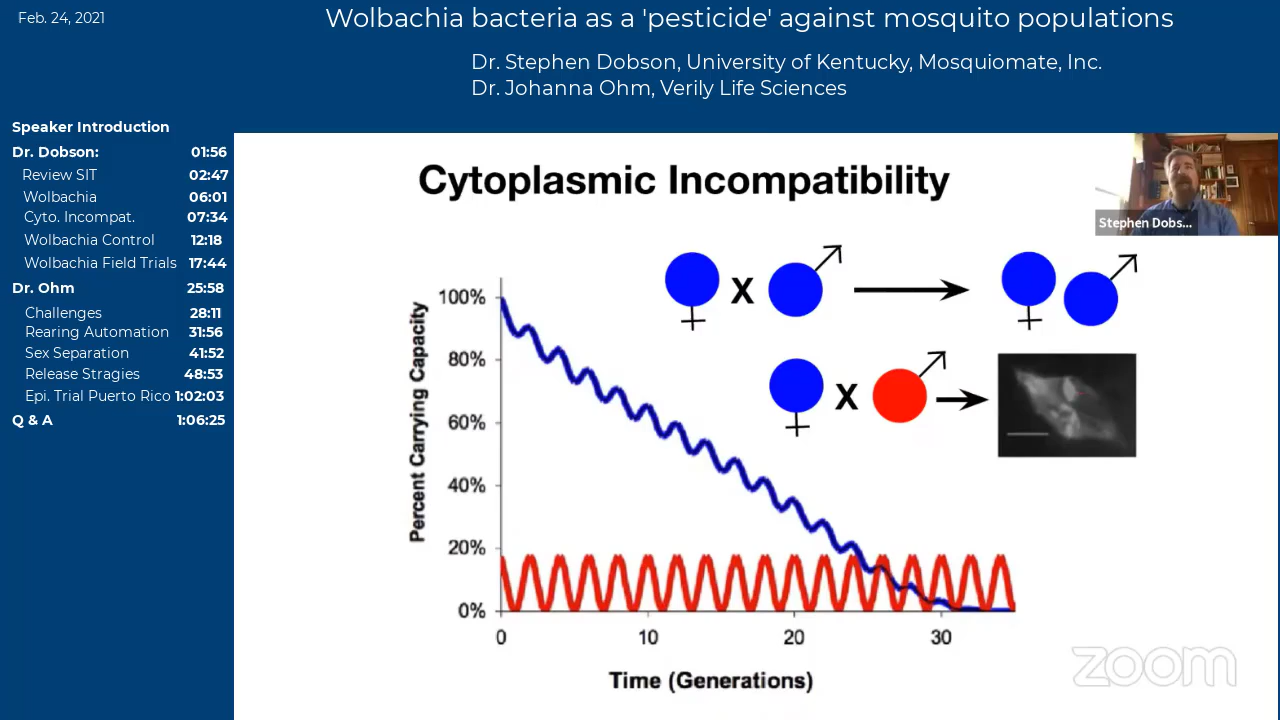 Feb. 24, 2021
Wolbachia bacteria as a 'pesticide' against mosquito populations
Dr. Stephen Dobson, University of Kentucky, Mosquiomate, Inc.
Dr. Johanna Ohm, Verily Life Sciences
Speaker Introduction
Dr. Dobson: 01:56
Review SIT 02:47
Wolbachia 06:01
Cyto. Incompat. 07:34
Wolbachia Control 12:18
Wolbachia Field Trials 17:44
Dr. Ohm 25:58
Challenges 28:11
Rearing Automation 31:56
Sex Separation 41:52
Release Stragies 48:53
Epi. Trial Puerto Rico 1:02:03
Q & A 1:06:25
Cytoplasmic Incompatibility
Stephen Dobs...
X
X
Percent Carrying Capacity
100%
80%
60%
40%
20%
0%
0 10 20 30
Time (Generations)
zoom